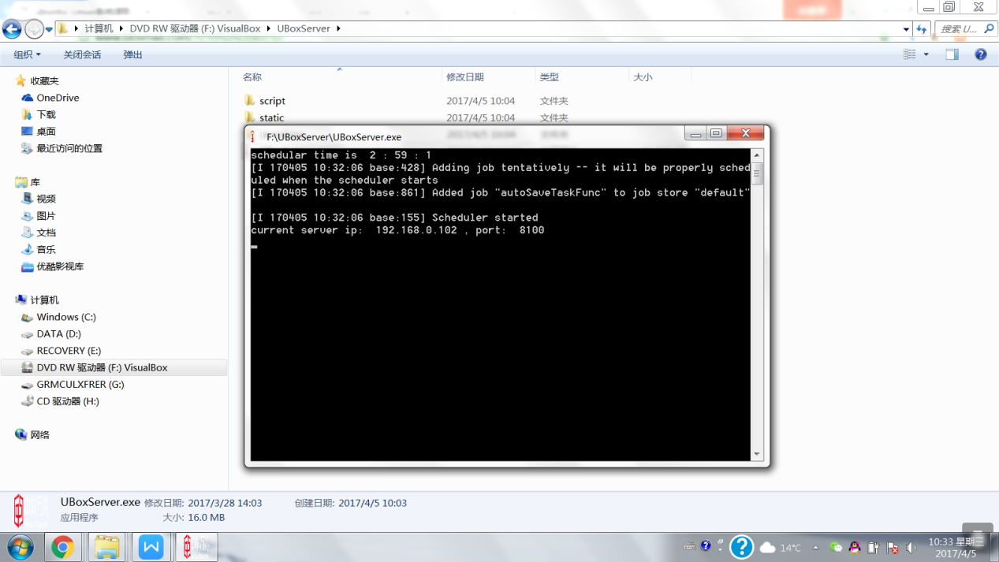 计算机 DVD RW 驱动器 (F:) VisualBox UBoxServer
搜索 U...
组织 关闭会话 弹出
收藏夹
OneDrive
下载
桌面
最近访问的位置
库
视频
图片
文档
音乐
优酷影视库
计算机
Windows (C:)
DATA (D:)
RECOVERY (E:)
DVD RW 驱动器 (F:) VisualBox
GRMCULXFRER (G:)
CD 驱动器 (H:)
网络
名称 修改日期 类型 大小
script 2017/4/5 10:04 文件夹
static 2017/4/5 10:04 文件夹
F:\UBoxServer\UBoxServer.exe
schedular time is  2 : 59 : 1
[I 170405 10:32:06 base:428] Adding job tentatively -- it will be properly sched
uled when the scheduler starts
[I 170405 10:32:06 base:861] Added job "autoSaveTaskFunc" to job store "default"
[I 170405 10:32:06 base:155] Scheduler started
current server ip:  192.168.0.102 , port:  8100
UBoxServer.exe 修改日期: 2017/3/28 14:03 创建日期: 2017/4/5 10:03
应用程序 大小: 16.0 MB
14℃
10:33 星期三
2017/4/5